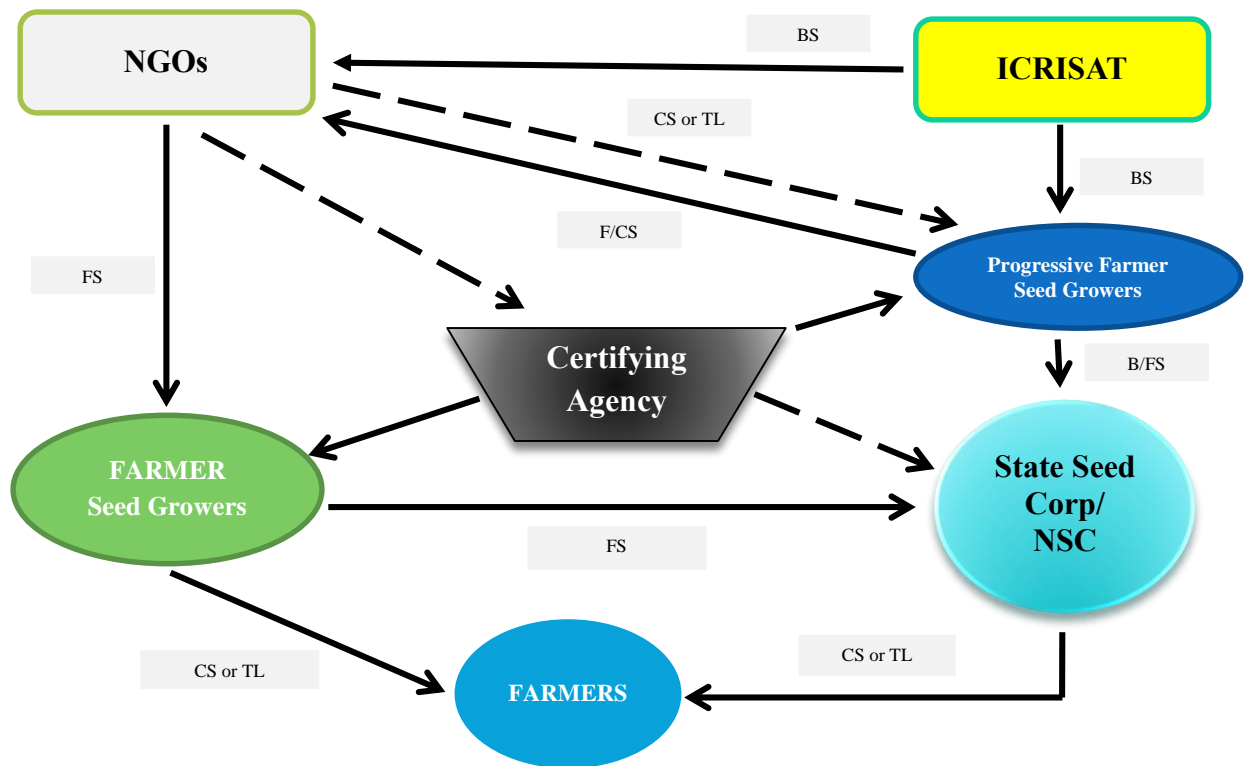 BS
NGOs
ICRISAT
CS or TL
BS
F/CS
FS
Progressive Farmer
Seed Growers
Certifying
Agency
B/FS
FARMER
Seed Growers
State Seed
Corp/
NSC
FS
CS or TL
CS or TL
FARMERS